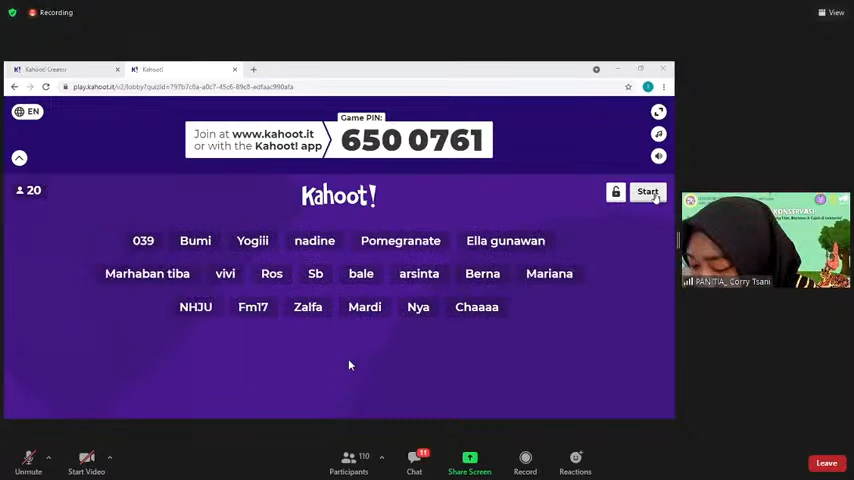 Recording
View
Kahoot! Creator
Kahoot!
play.kahoot.it/v2/lobby?quizId=797b7c8a-a0c7-45c6-89c8-edfaac990afa
EN
Join at www.kahoot.it
or with the Kahoot! app
Game PIN:
650 0761
20
Kahoot!
Start
039 Bumi Yogiii nadine Pomegranate Ella gunawan
Marhaban tiba vivi Ros Sb bale arsinta Berna Mariana
NHJU Fm17 Zalfa Mardi Nya Chaaaa
KONSERVASI
PANITIA_ Corry Tsani
Unmute
Start Video
110
Participants
11
Chat
Share Screen
Record
Reactions
Leave